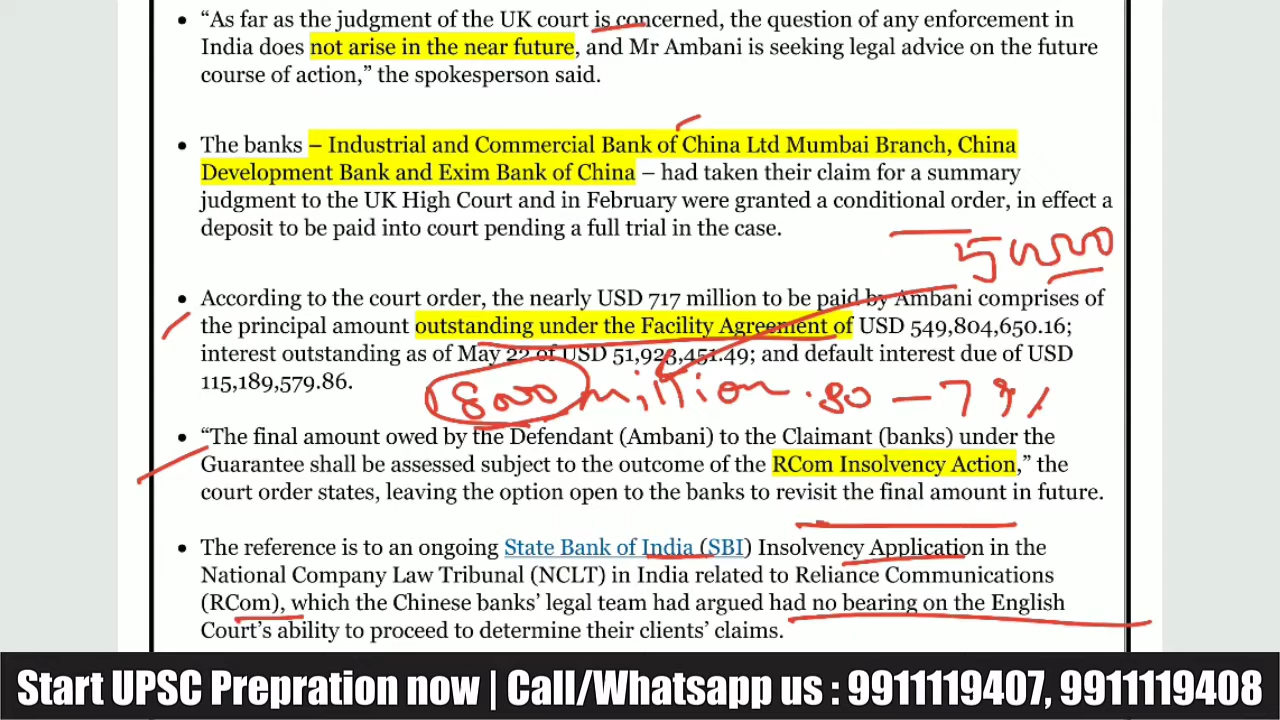 • “As far as the judgment of the UK court is concerned, the question of any enforcement in
India does not arise in the near future, and Mr Ambani is seeking legal advice on the future
course of action,” the spokesperson said.
• The banks – Industrial and Commercial Bank of China Ltd Mumbai Branch, China
Development Bank and Exim Bank of China – had taken their claim for a summary
judgment to the UK High Court and in February were granted a conditional order, in effect a
deposit to be paid into court pending a full trial in the case.
• According to the court order, the nearly USD 717 million to be paid by Ambani comprises of
the principal amount outstanding under the Facility Agreement of USD 549,804,650.16;
interest outstanding as of May 22 of USD 51,923,451.49; and default interest due of USD
115,189,579.86.
8000 million
• “The final amount owed by the Defendant (Ambani) to the Claimant (banks) under the
Guarantee shall be assessed subject to the outcome of the RCom Insolvency Action,” the
court order states, leaving the option open to the banks to revisit the final amount in future.
• The reference is to an ongoing State Bank of India (SBI) Insolvency Application in the
National Company Law Tribunal (NCLT) in India related to Reliance Communications
(RCom), which the Chinese banks’ legal team had argued had no bearing on the English
Court’s ability to proceed to determine their clients’ claims.
Start UPSC Prepration now | Call/Whatsapp us : 9911119407, 9911119408